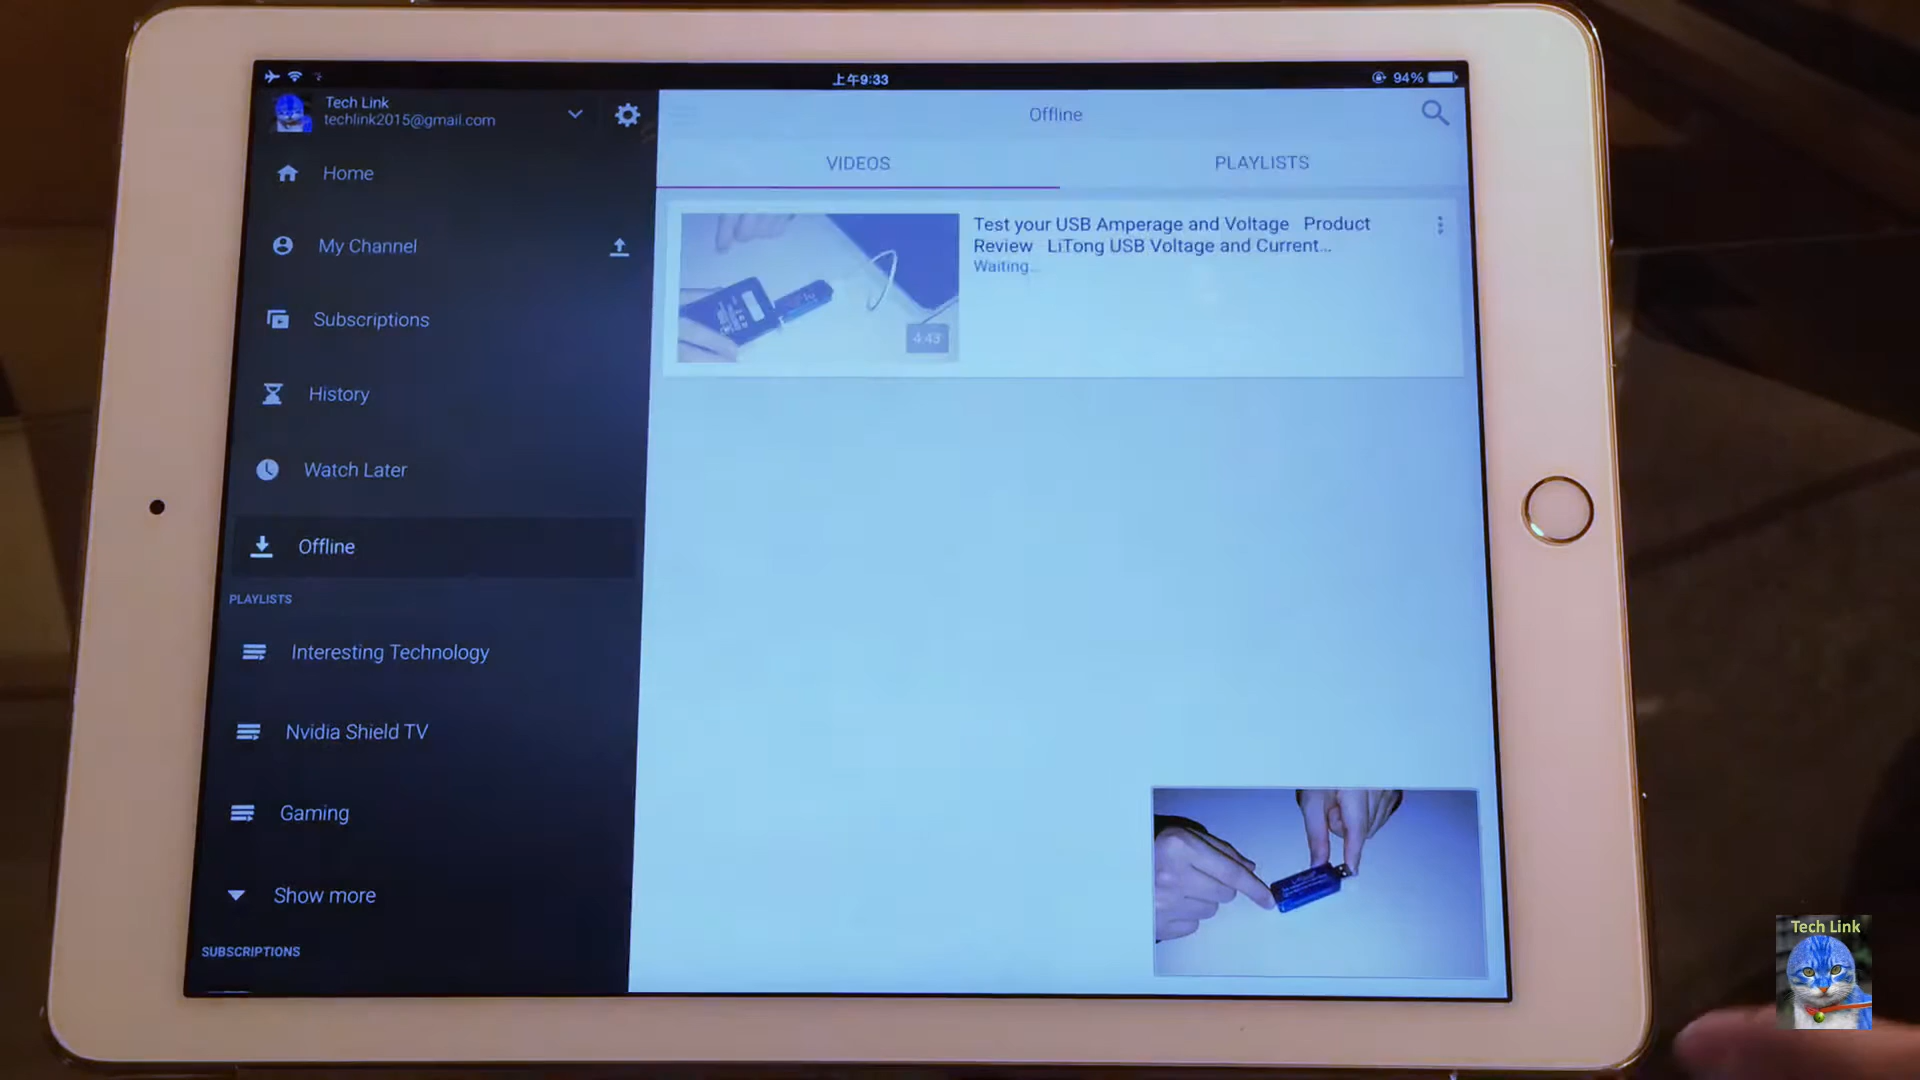 上午9:33
94%
Tech Link
techlink2015@gmail.com
Home
My Channel
Subscriptions
History
Watch Later
Offline
PLAYLISTS
Interesting Technology
Nvidia Shield TV
Gaming
Show more
SUBSCRIPTIONS
Offline
VIDEOS
PLAYLISTS
Test your USB Amperage and Voltage Product
Review LiTong USB Voltage and Current...
Waiting...
4:43
Tech Link